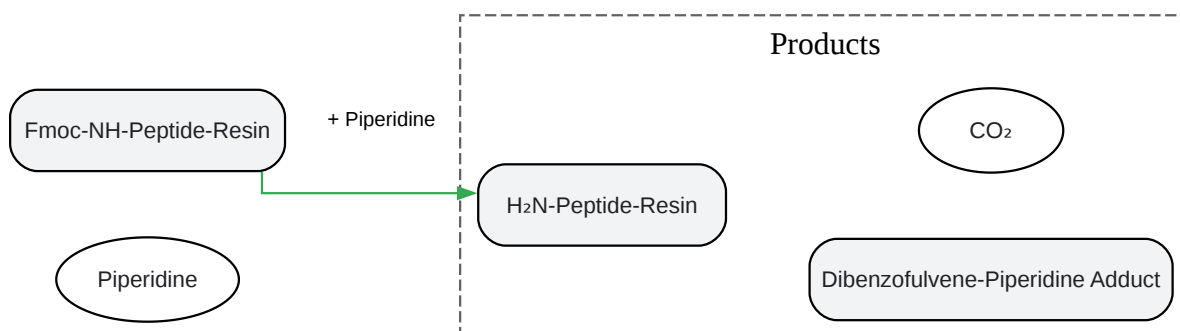 Products
Fmoc-NH-Peptide-Resin
+ Piperidine
CO₂
H₂N-Peptide-Resin
Piperidine
Dibenzofulvene-Piperidine Adduct